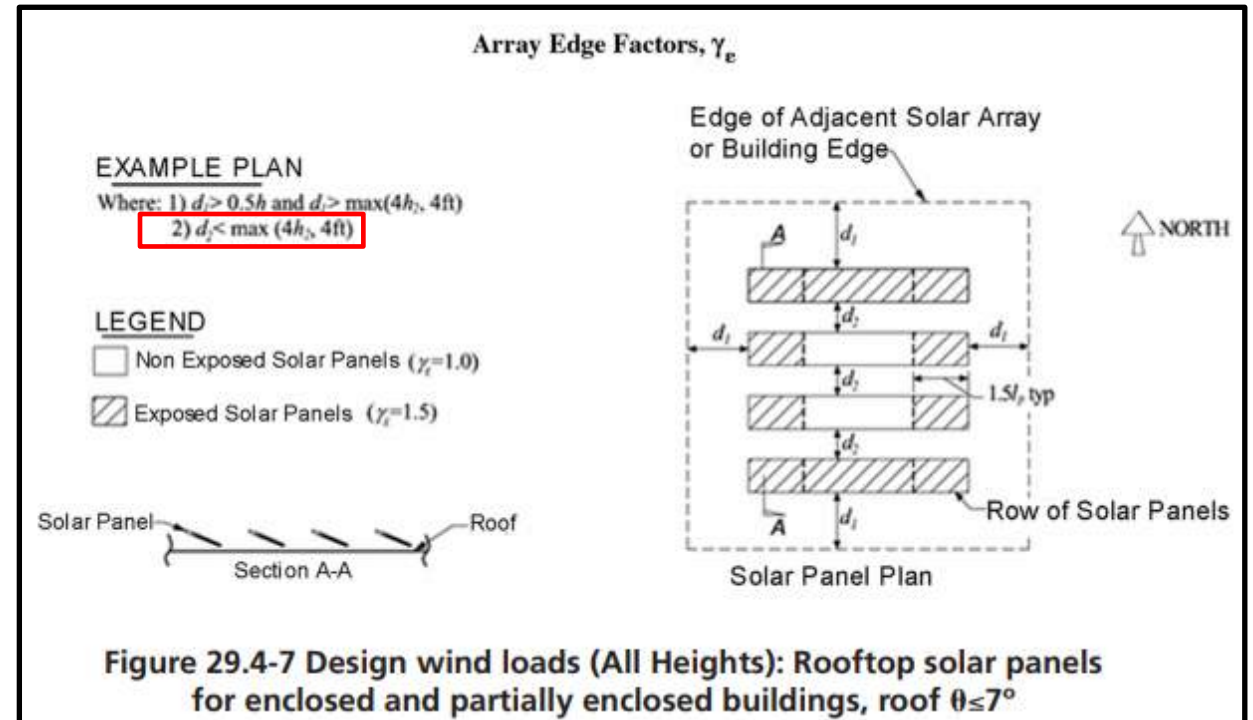 Array Edge Factors, γε
EXAMPLE PLAN
Where: 1) d₁> 0.5h and d₁> max(4h₂, 4ft)
2) d₂< max (4h₂, 4ft)
LEGEND
Non Exposed Solar Panels (γε=1.0)
Exposed Solar Panels (γε=1.5)
Solar Panel
Roof
Section A-A
Edge of Adjacent Solar Array
or Building Edge
NORTH
A
d₁
d₂
d₁
d₁
d₂
1.5lₚ typ
d₂
A
d₁
Row of Solar Panels
Solar Panel Plan
Figure 29.4-7 Design wind loads (All Heights): Rooftop solar panels
for enclosed and partially enclosed buildings, roof θ≤7º